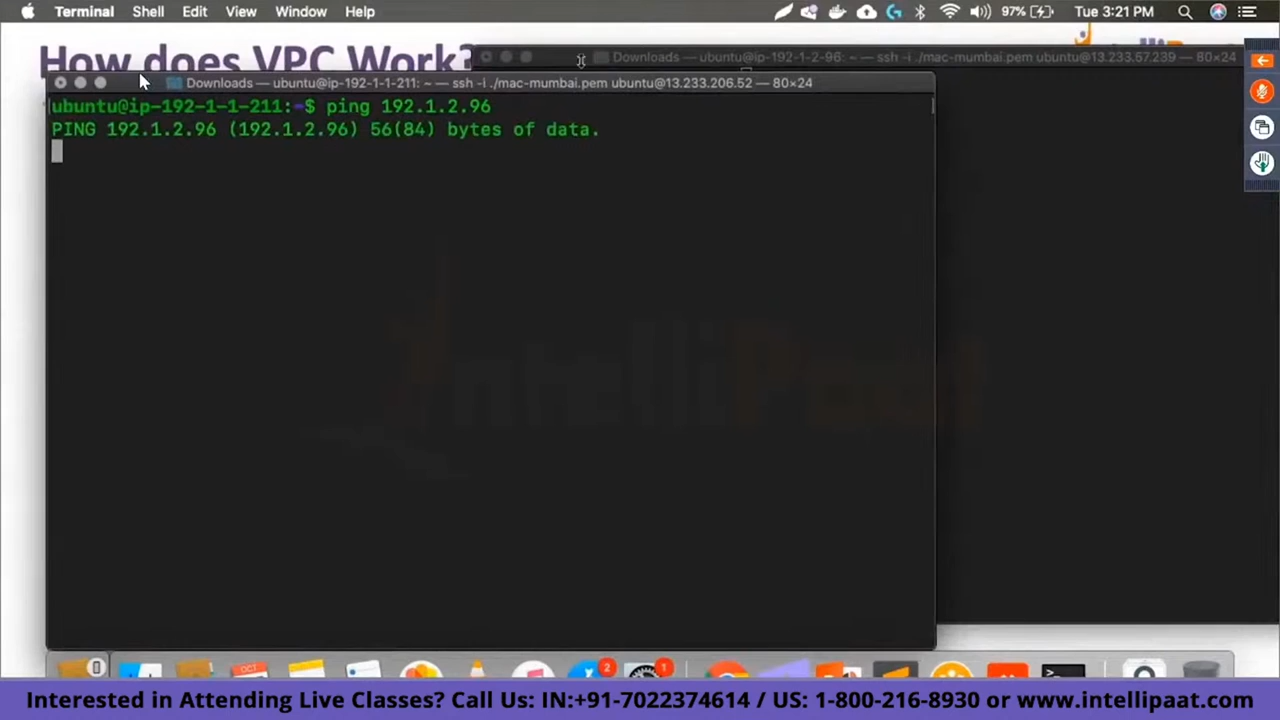 Terminal Shell Edit View Window Help 97% Tue 3:21 PM
How does VPC Work?
Downloads — ubuntu@ip-192-1-2-96: ~ — ssh -i ./mac-mumbai.pem ubuntu@13.233.57.239 — 80×24
Downloads — ubuntu@ip-192-1-1-211: ~ — ssh -i ./mac-mumbai.pem ubuntu@13.233.206.52 — 80×24
ubuntu@ip-192-1-1-211:~$ ping 192.1.2.96
PING 192.1.2.96 (192.1.2.96) 56(84) bytes of data.
IntelliPaat
OCT 2 1
Interested in Attending Live Classes? Call Us: IN:+91-7022374614 / US: 1-800-216-8930 or www.intellipaat.com